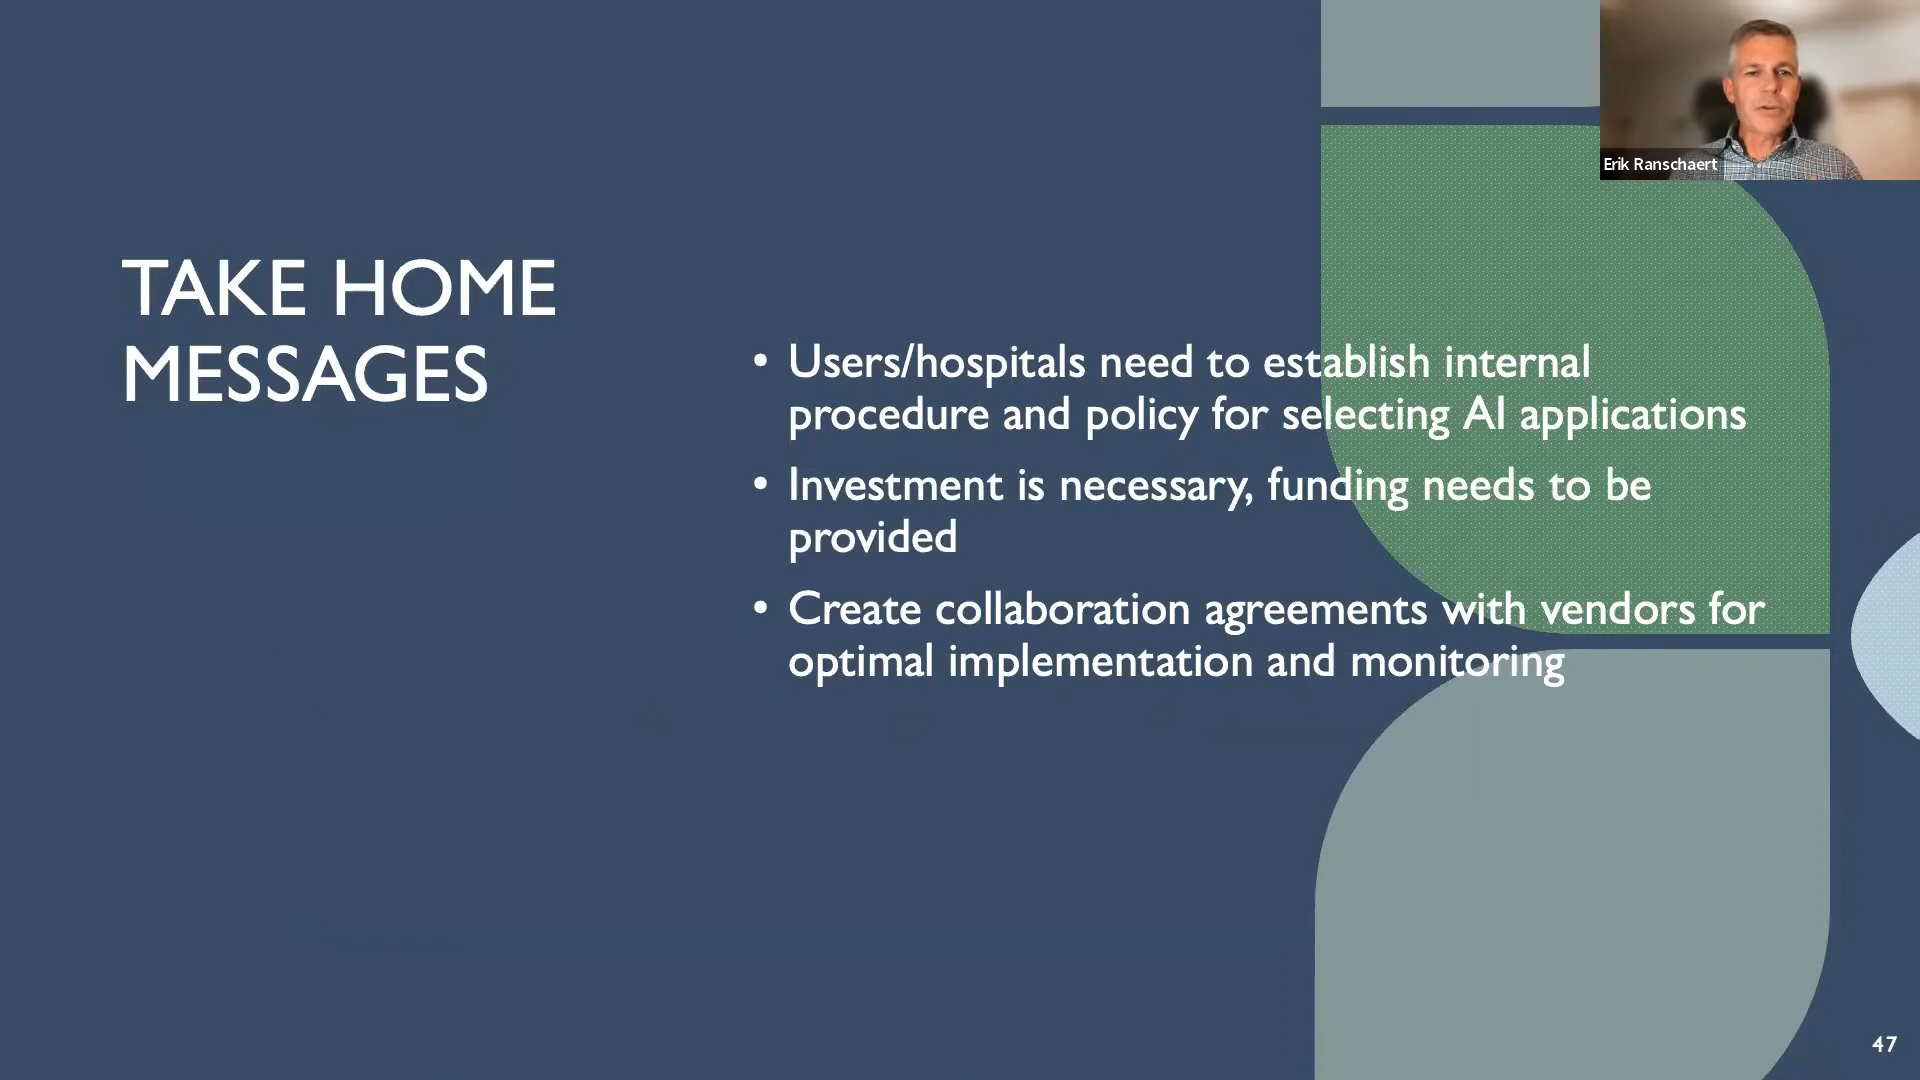 Erik Ranschaert
TAKE HOME
MESSAGES
• Users/hospitals need to establish internal
procedure and policy for selecting AI applications
• Investment is necessary, funding needs to be
provided
• Create collaboration agreements with vendors for
optimal implementation and monitoring
47